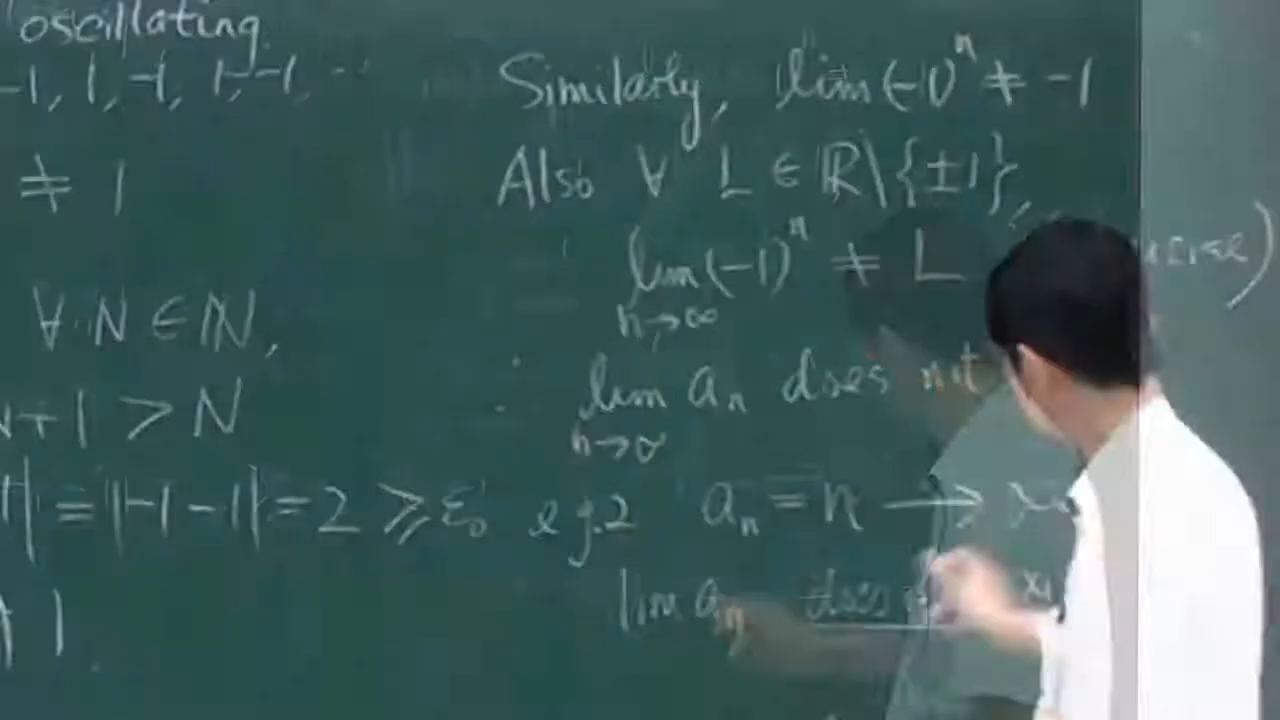 oscillating.
-1, 1, -1, 1, -1, ...
≠ 1
∀ N ∈ ℕ,
+1 > N
| = |-1-1| = 2 ≥ ε₀
1
Similarly, lim (-1)ⁿ ≠ -1
Also ∀ L ∈ ℝ\{±1},
lim (-1)ⁿ ≠ L
n→∞
lim aₙ does not
n→∞
e.g.2 aₙ = n →
lim aₙ does